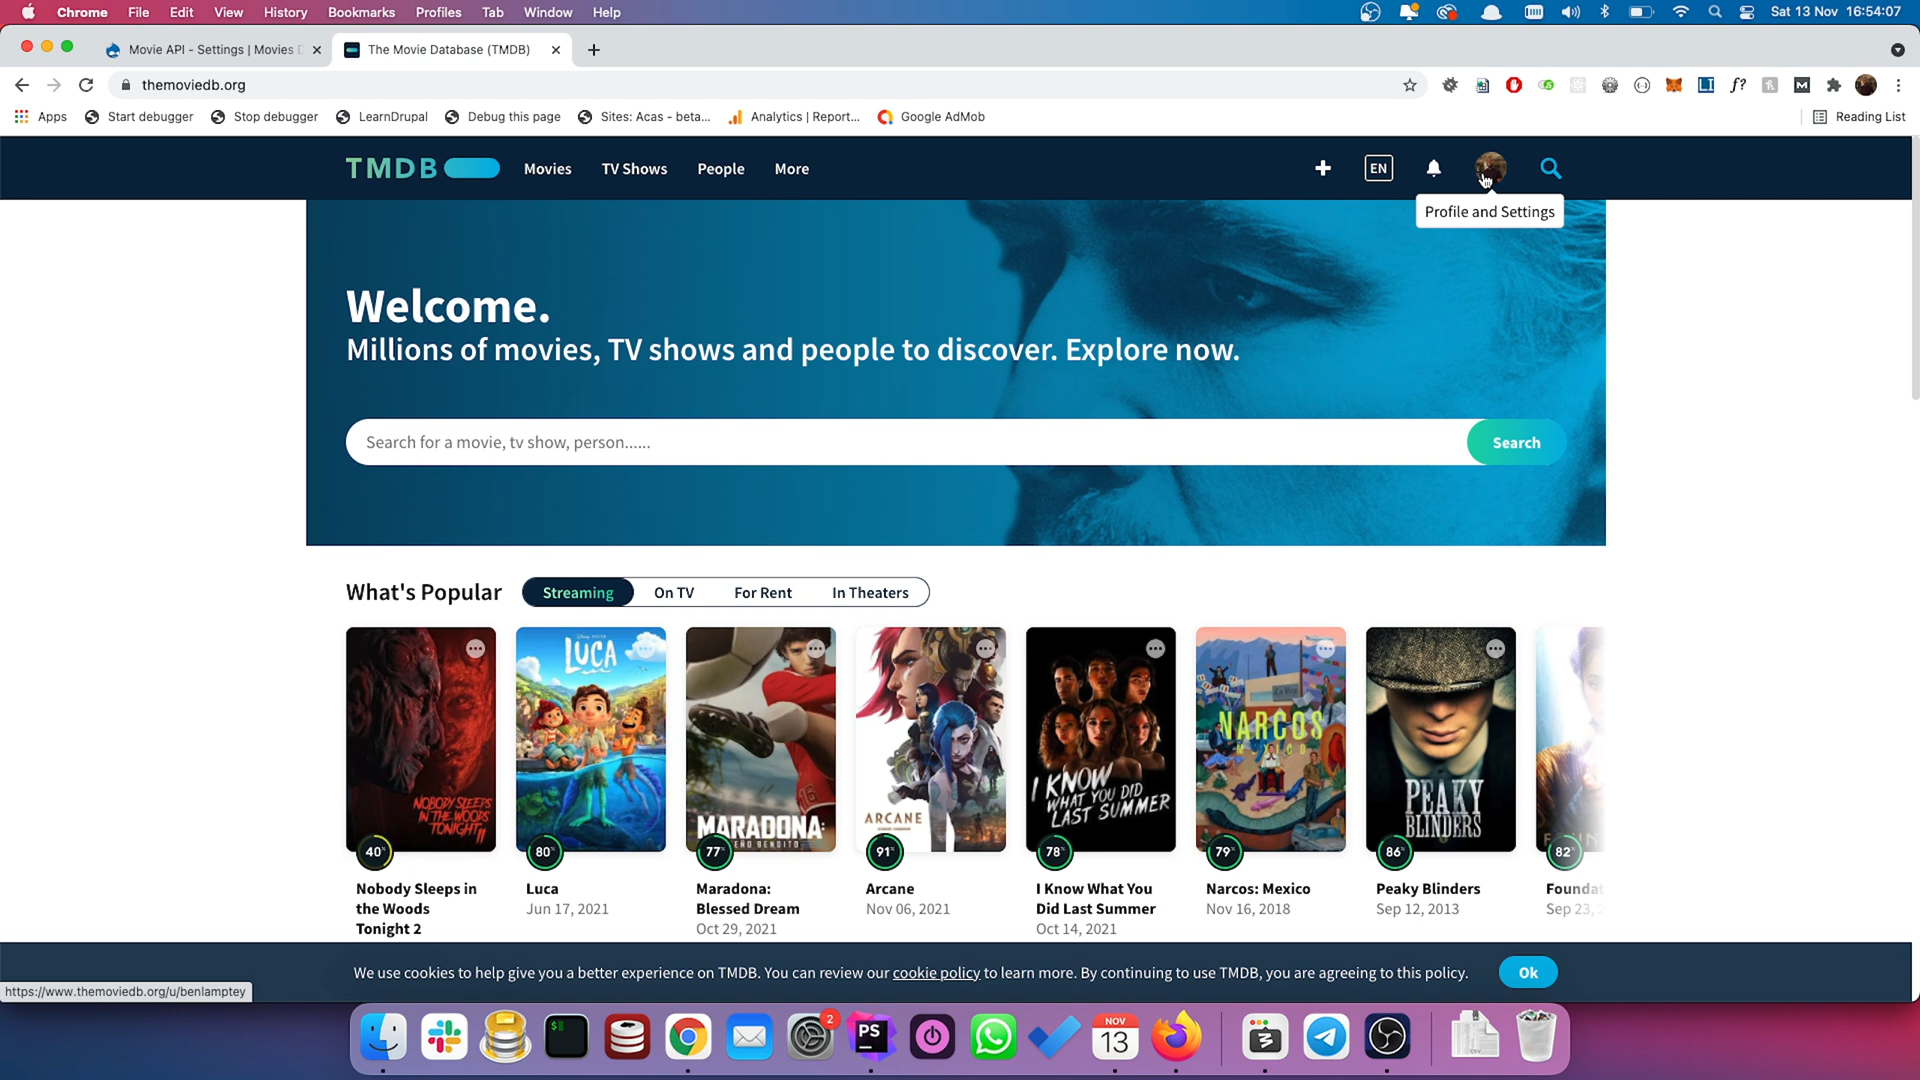 Chrome File Edit View History Bookmarks Profiles Tab Window Help Sat 13 Nov 16:54:07
Movie API - Settings | Movies The Movie Database (TMDB)
themoviedb.org
Apps Start debugger Stop debugger LearnDrupal Debug this page Sites: Acas - beta... Analytics | Report... Google AdMob Reading List
TMDB Movies TV Shows People More EN
Profile and Settings
Welcome.
Millions of movies, TV shows and people to discover. Explore now.
Search for a movie, tv show, person...... Search
What's Popular Streaming On TV For Rent In Theaters
NOBODY SLEEPS IN THE WOODS TONIGHT II
LUCA
MARADONA:
ARCANE
I KNOW WHAT YOU DID LAST SUMMER
NARCOS MEXICO
PEAKY BLINDERS
40% 80% 77% 91% 78% 79% 86% 82%
Nobody Sleeps in the Woods Tonight 2
Luca
Jun 17, 2021
Maradona: Blessed Dream
Oct 29, 2021
Arcane
Nov 06, 2021
I Know What You Did Last Summer
Oct 14, 2021
Narcos: Mexico
Nov 16, 2018
Peaky Blinders
Sep 12, 2013
Founda
Sep 23,
We use cookies to help give you a better experience on TMDB. You can review our cookie policy to learn more. By continuing to use TMDB, you are agreeing to this policy. Ok
https://www.themoviedb.org/u/benlamptey
2
PS
NOV
13